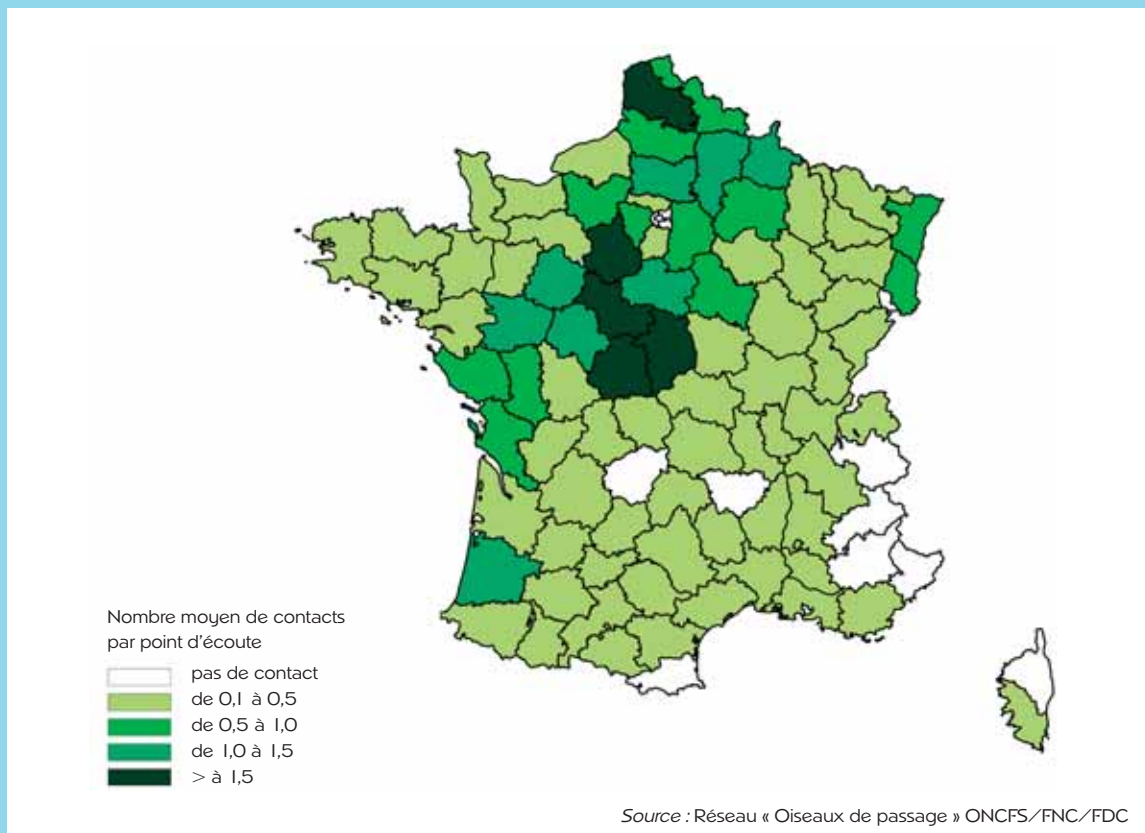 Nombre moyen de contacts
par point d'écoute
pas de contact
de 0,1 à 0,5
de 0,5 à 1,0
de 1,0 à 1,5
> à 1,5
Source : Réseau « Oiseaux de passage » ONCFS/FNC/FDC